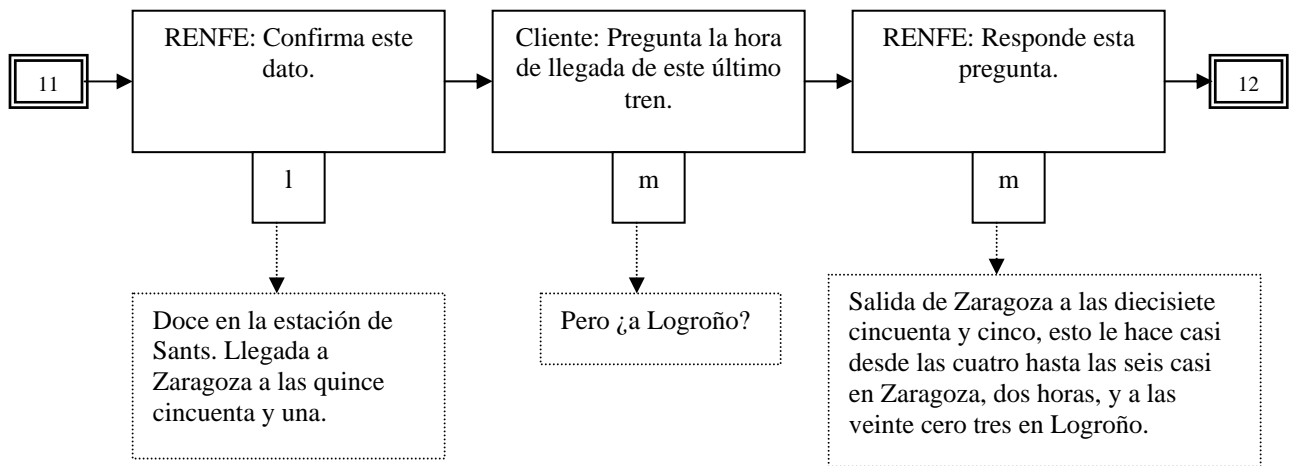 11
RENFE: Confirma este
dato.
Cliente: Pregunta la hora
de llegada de este último
tren.
RENFE: Responde esta
pregunta.
12
l
m
m
Doce en la estación de
Sants. Llegada a
Zaragoza a las quince
cincuenta y una.
Pero ¿a Logroño?
Salida de Zaragoza a las diecisiete
cincuenta y cinco, esto le hace casi
desde las cuatro hasta las seis casi
en Zaragoza, dos horas, y a las
veinte cero tres en Logroño.